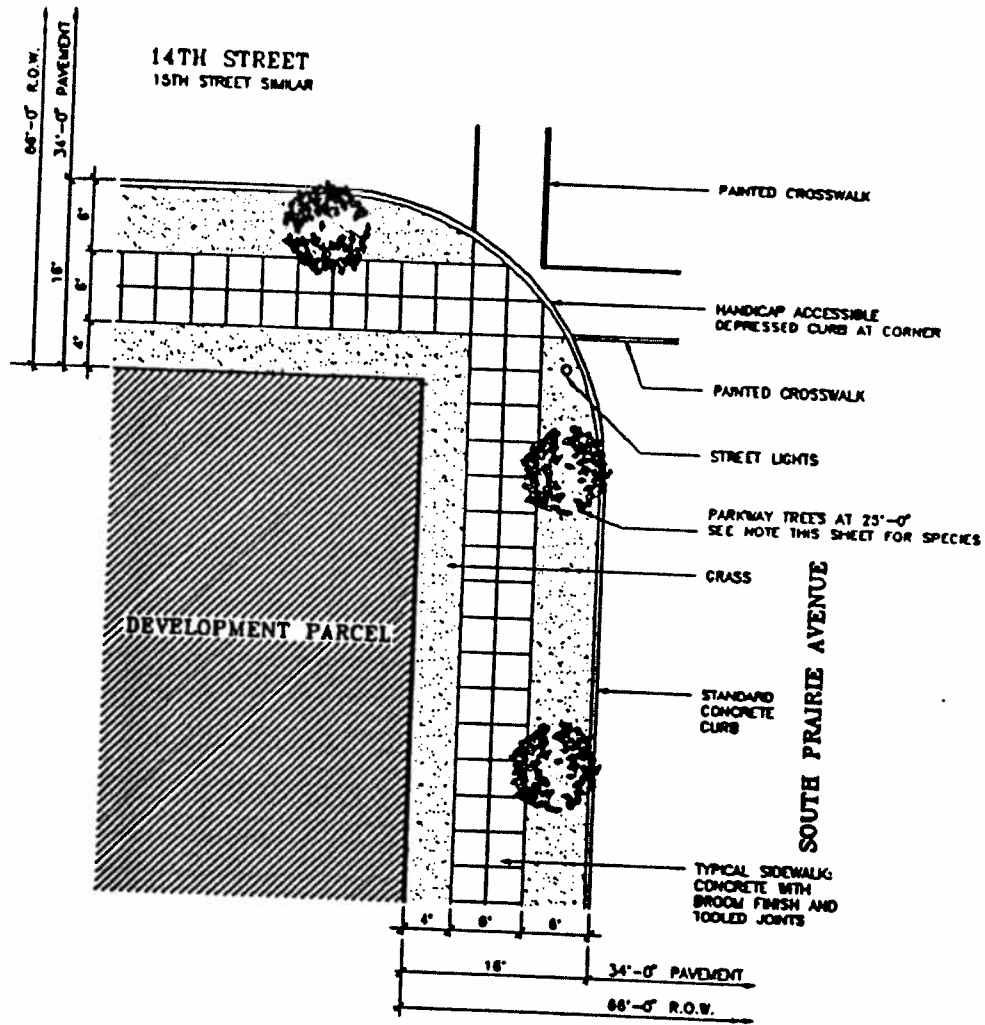 14TH STREET
15TH STREET SIMILAR
66'-0" R.O.W.
34'-0" PAVEMENT
6'
6'
4'
16'
PAINTED CROSSWALK
HANDICAP ACCESSIBLE
DEPRESSED CURB AT CORNER
PAINTED CROSSWALK
STREET LIGHTS
PARKWAY TREES AT 25'-0"
SEE NOTE THIS SHEET FOR SPECIES
GRASS
DEVELOPMENT PARCEL
SOUTH PRAIRIE AVENUE
STANDARD
CONCRETE
CURB
TYPICAL SIDEWALK:
CONCRETE WITH
BROOM FINISH AND
TOOLED JOINTS
4'
6'
6'
16'
34'-0" PAVEMENT
66'-0" R.O.W.